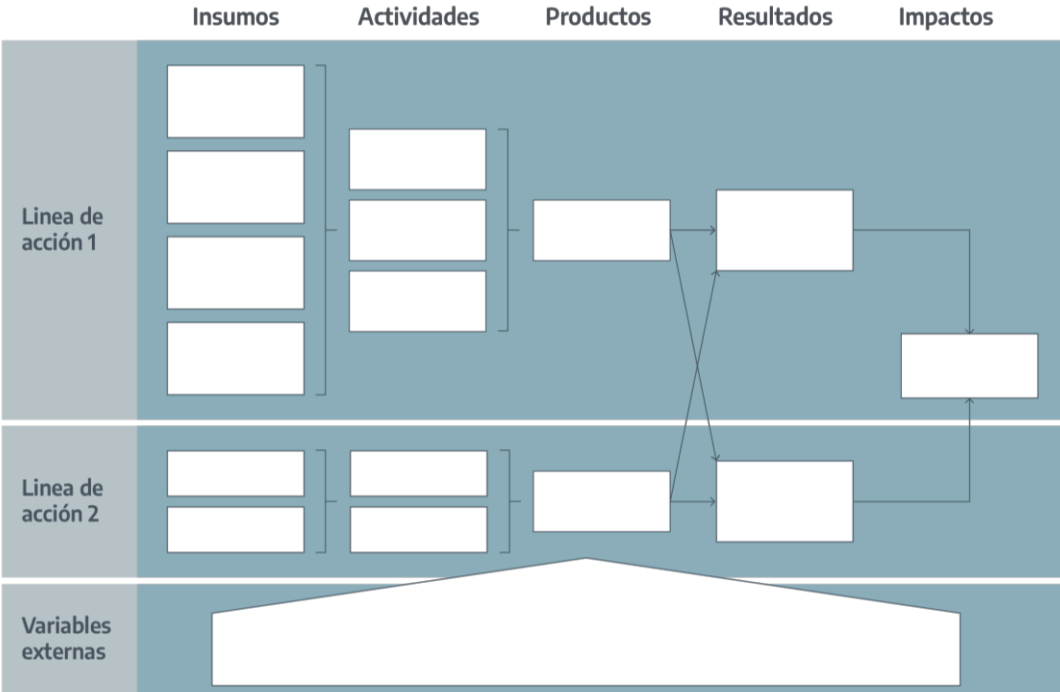 Insumos Actividades Productos Resultados Impactos
Linea de
acción 1
Linea de
acción 2
Variables
externas